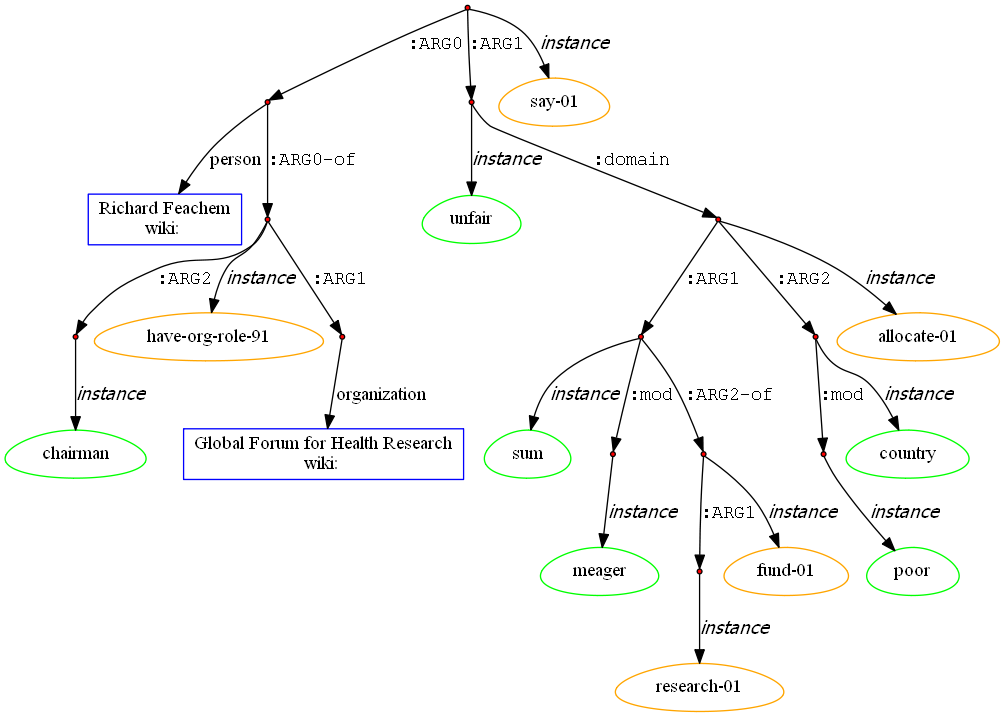 :ARG0
:ARG1
instance
say-01
person
:ARG0-of
instance
:domain
Richard Feachem
wiki:
unfair
:ARG2
instance
:ARG1
:ARG1
:ARG2
instance
have-org-role-91
allocate-01
instance
organization
instance
:mod
:ARG2-of
:mod
instance
chairman
Global Forum for Health Research
wiki:
sum
country
instance
:ARG1
instance
instance
meager
fund-01
poor
instance
research-01